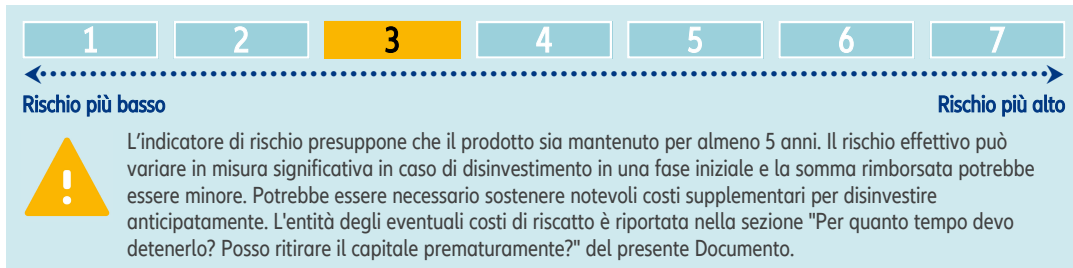 1 2 3 4 5 6 7
Rischio più basso Rischio più alto
L'indicatore di rischio presuppone che il prodotto sia mantenuto per almeno 5 anni. Il rischio effettivo può
variare in misura significativa in caso di disinvestimento in una fase iniziale e la somma rimborsata potrebbe
essere minore. Potrebbe essere necessario sostenere notevoli costi supplementari per disinvestire
anticipatamente. L'entità degli eventuali costi di riscatto è riportata nella sezione "Per quanto tempo devo
detenerlo? Posso ritirare il capitale prematuramente?" del presente Documento.